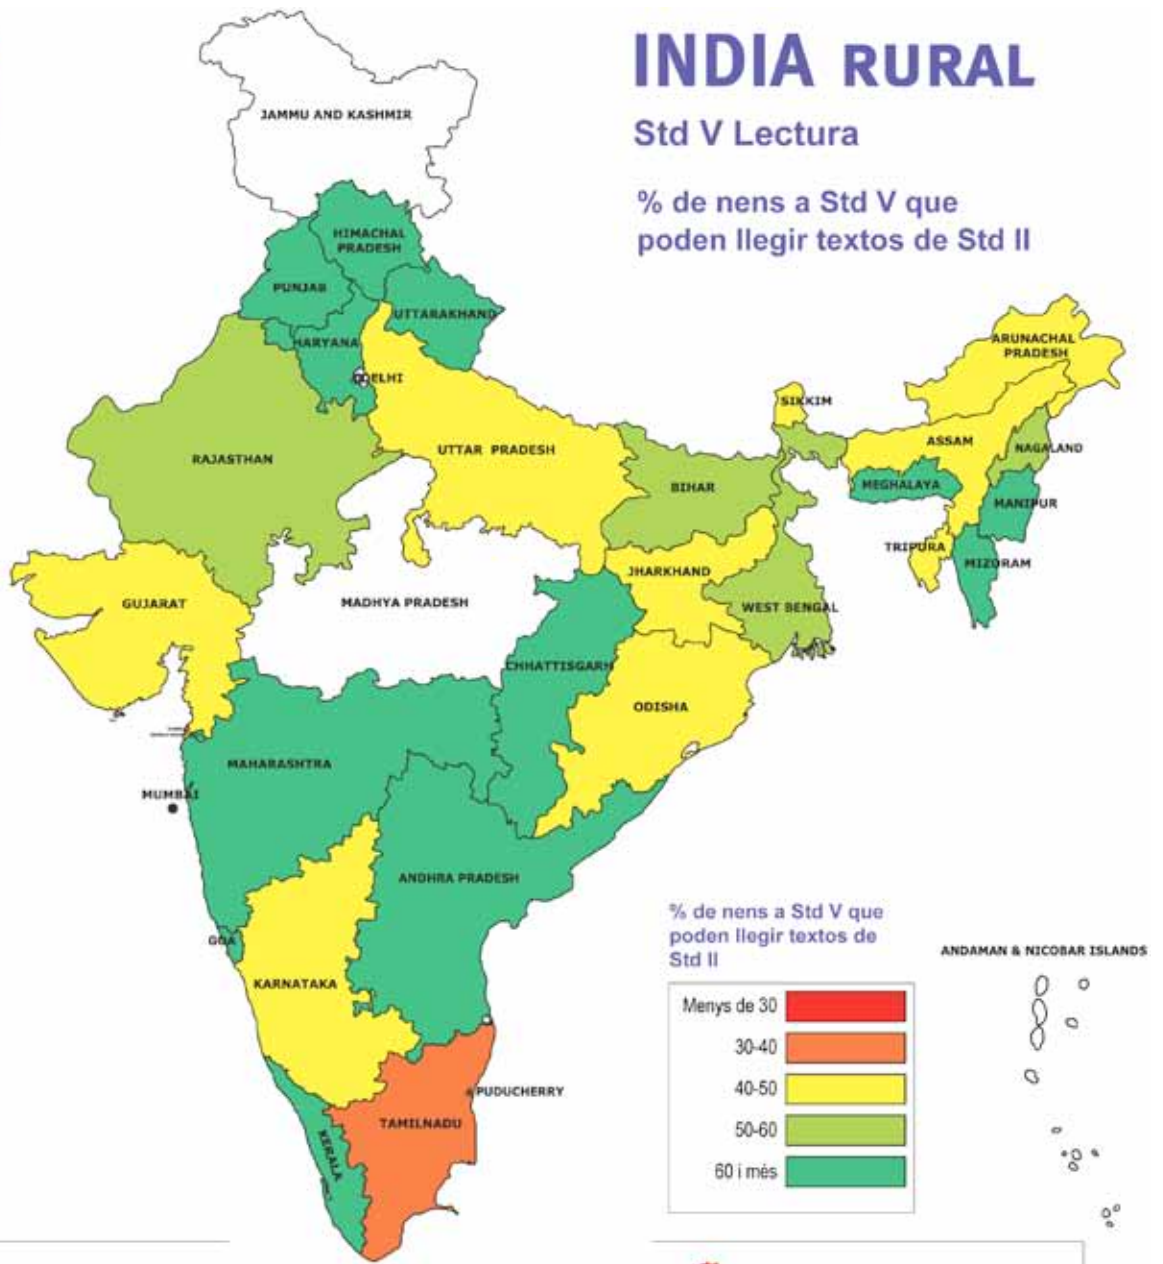 INDIA RURAL
Std V Lectura
% de nens a Std V que
poden llegir textos de Std II
JAMMU AND KASHMIR
HIMACHAL
PRADESH
PUNJAB
UTTARAKHAND
HARYANA
DELHI
ARUNACHAL
PRADESH
SIKKIM
RAJASTHAN
UTTAR PRADESH
ASSAM
NAGALAND
BIHAR
MEGHALAYA
MANIPUR
TRIPURA
MIZORAM
JHARKHAND
GUJARAT
MADHYA PRADESH
WEST BENGAL
CHHATTISGARH
ODISHA
MAHARASHTRA
MUMBAI
ANDHRA PRADESH
GOA
KARNATAKA
PUDUCHERRY
TAMILNADU
KERALA
% de nens a Std V que
poden llegir textos de
Std II
Menys de 30
30-40
40-50
50-60
60 i més
ANDAMAN & NICOBAR ISLANDS